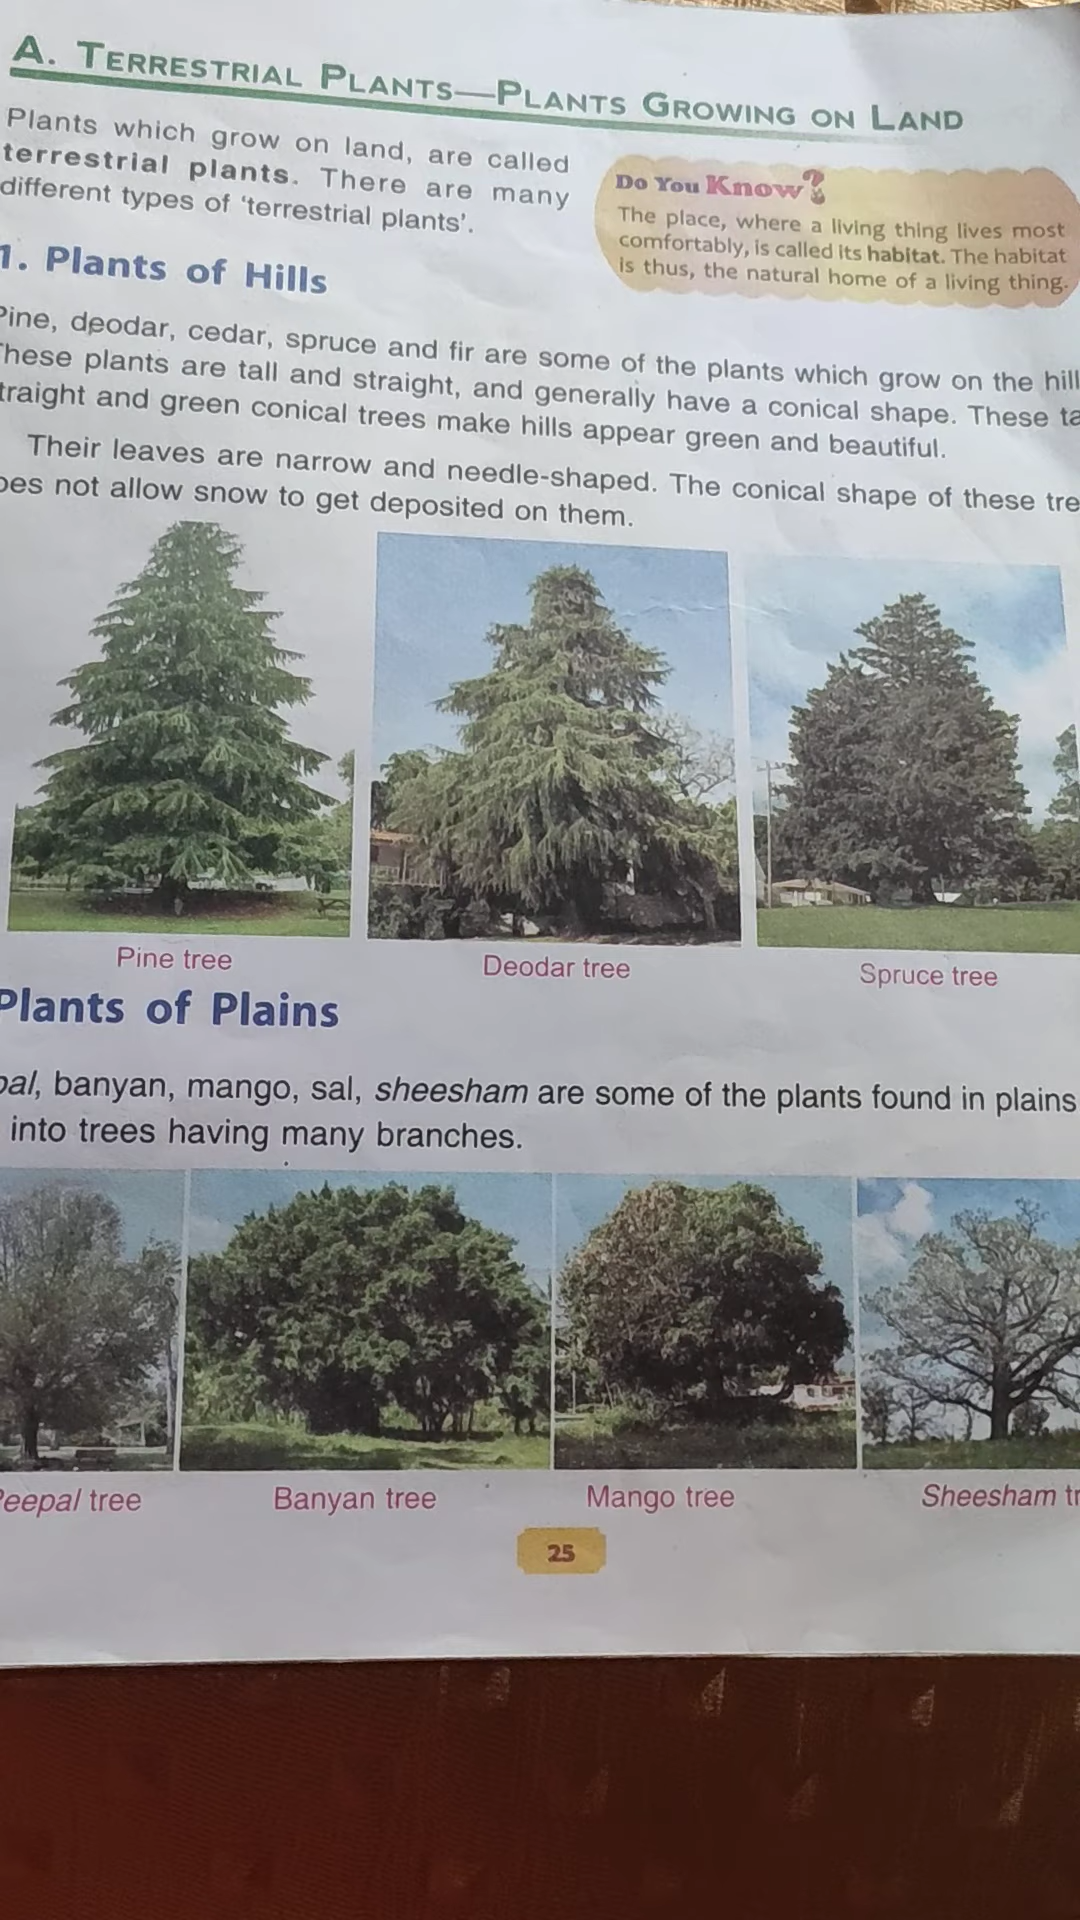 A. TERRESTRIAL PLANTS—PLANTS GROWING ON LAND
Plants which grow on land, are called
terrestrial plants. There are many
different types of 'terrestrial plants'.
Do You Know?
The place, where a living thing lives most
comfortably, is called its habitat. The habitat
is thus, the natural home of a living thing.
1. Plants of Hills
Pine, deodar, cedar, spruce and fir are some of the plants which grow on the hill
These plants are tall and straight, and generally have a conical shape. These ta
traight and green conical trees make hills appear green and beautiful.
Their leaves are narrow and needle-shaped. The conical shape of these tre
oes not allow snow to get deposited on them.
Pine tree
Deodar tree
Spruce tree
Plants of Plains
pal, banyan, mango, sal, sheesham are some of the plants found in plains
into trees having many branches.
Peepal tree
Banyan tree
Mango tree
Sheesham tr
25